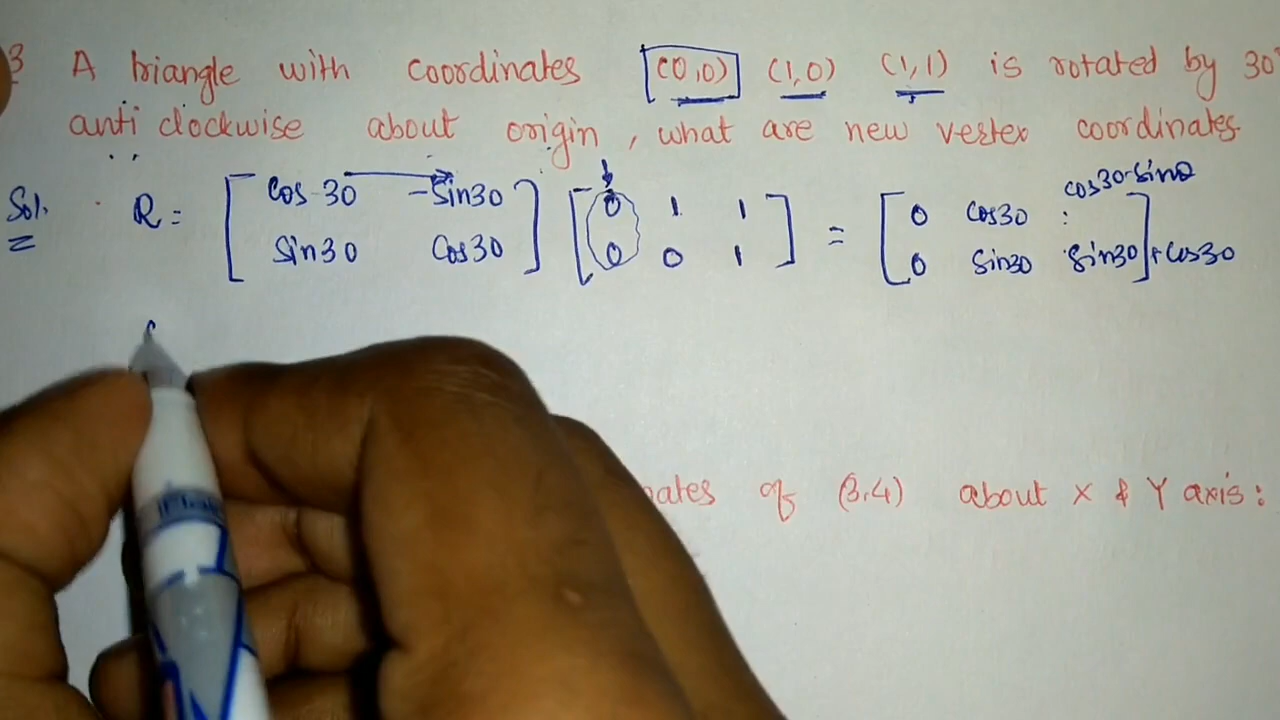 3 A triangle with coordinates (0,0) (1,0) (1,1) is rotated by 30°
anti clockwise about origin, what are new vertex coordinates.
Sol. R = [ cos 30 -sin30 ] [ 0 1 1 ] = [ 0 cos30 : cos30-sinθ ]
[ sin30 cos30 ] [ 0 0 1 ] [ 0 sin30 sin30 ] + cos30
of (3,4) about X & Y axis: